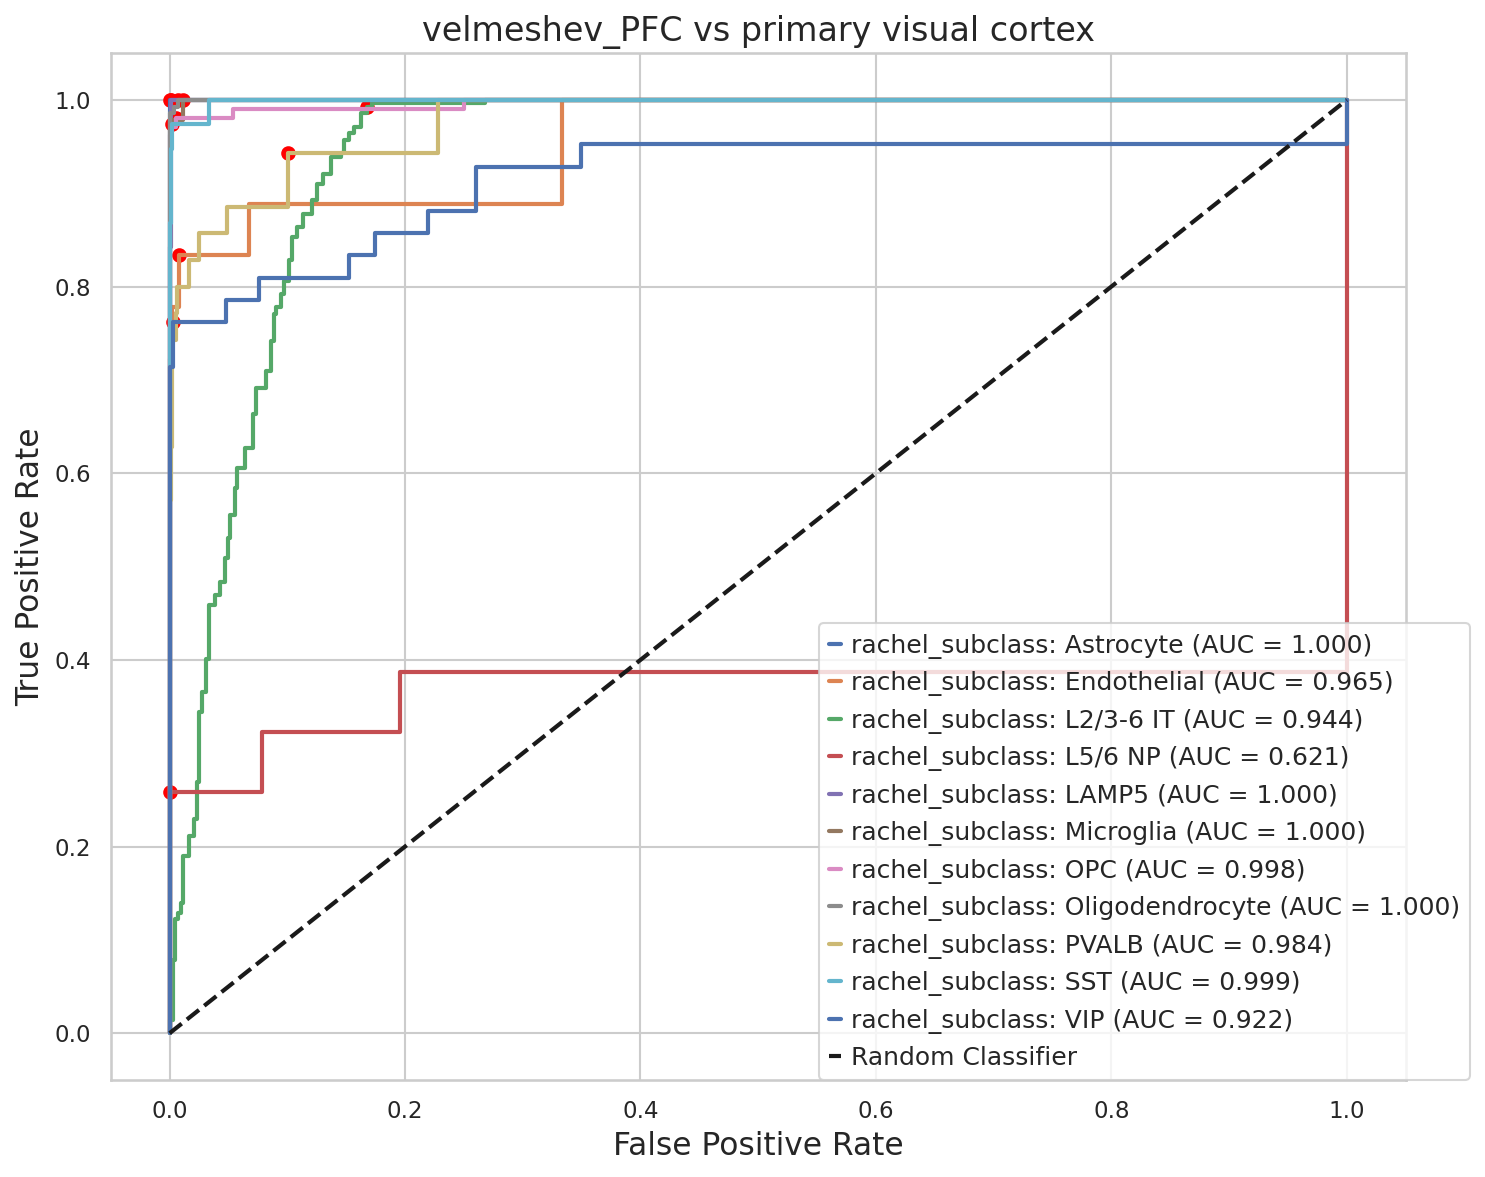 velmeshev_PFC vs primary visual cortex
True Positive Rate
1.0
0.8
0.6
0.4
0.2
0.0
rachel_subclass: Astrocyte (AUC = 1.000)
rachel_subclass: Endothelial (AUC = 0.965)
rachel_subclass: L2/3-6 IT (AUC = 0.944)
rachel_subclass: L5/6 NP (AUC = 0.621)
rachel_subclass: LAMP5 (AUC = 1.000)
rachel_subclass: Microglia (AUC = 1.000)
rachel_subclass: OPC (AUC = 0.998)
rachel_subclass: Oligodendrocyte (AUC = 1.000)
rachel_subclass: PVALB (AUC = 0.984)
rachel_subclass: SST (AUC = 0.999)
rachel_subclass: VIP (AUC = 0.922)
Random Classifier
0.0 0.2 0.4 0.6 0.8 1.0
False Positive Rate